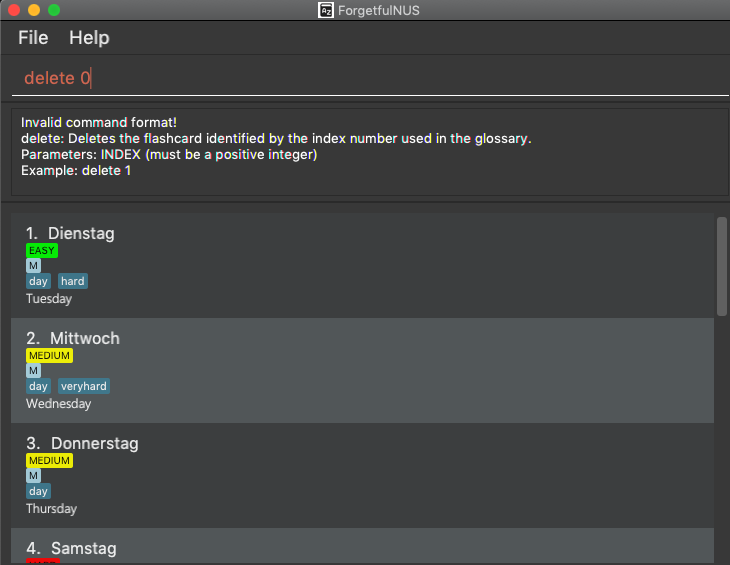 ForgetfulNUS
File Help
delete 0
Invalid command format!
delete: Deletes the flashcard identified by the index number used in the glossary.
Parameters: INDEX (must be a positive integer)
Example: delete 1
1. Dienstag
EASY
M
day hard
Tuesday
2. Mittwoch
MEDIUM
M
day veryhard
Wednesday
3. Donnerstag
MEDIUM
M
day
Thursday
4. Samstag